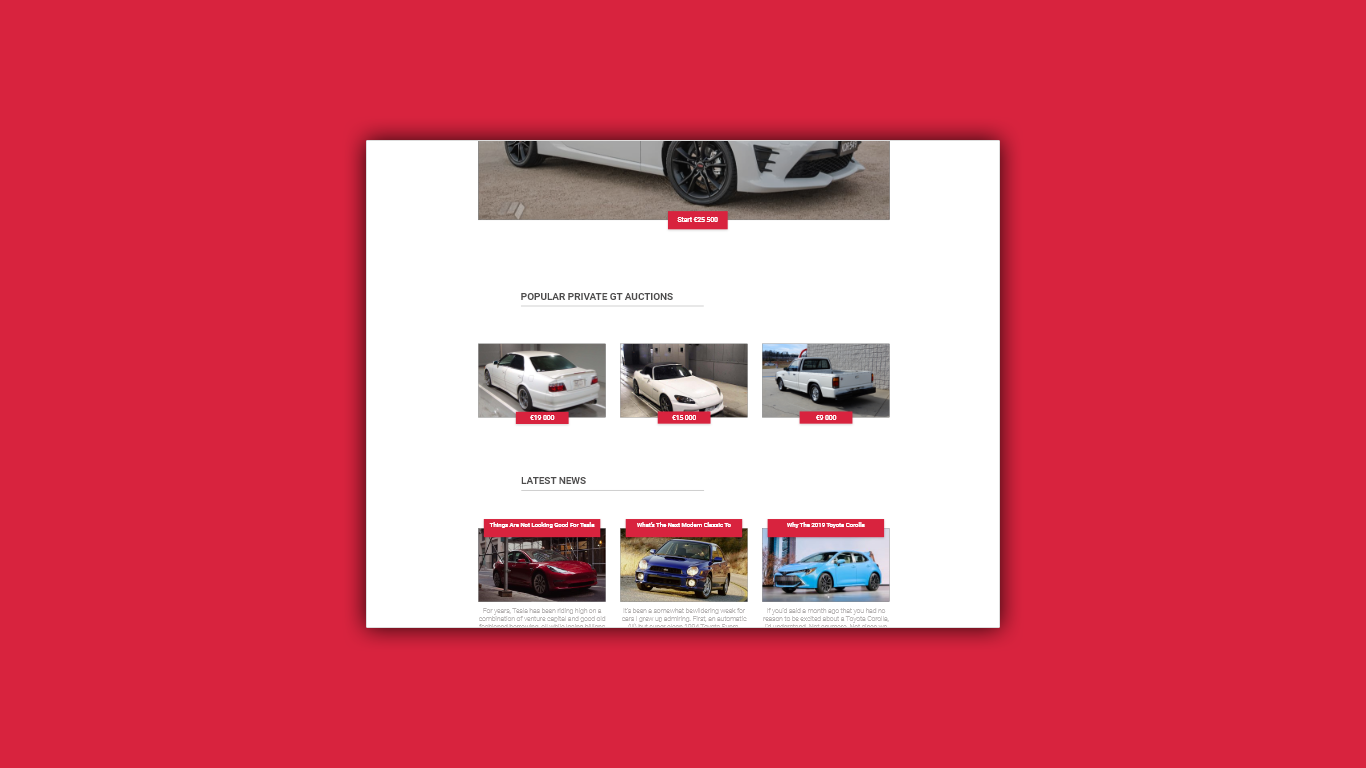 Start €25 500
POPULAR PRIVATE GT AUCTIONS
€19 800
€15 000
€9 800
LATEST NEWS
Things Are Not Looking Good For Tesla
What's The Next Modern Classic To
Why The 2019 Toyota Corolla
For years, Tesla has been riding high on a
combination of venture capital and good old
It's been a somewhat bewildering week for
cars I grew up admiring. First, an automatic
If you'd said a month ago that you had no
reason to be excited about a Toyota Corolla,